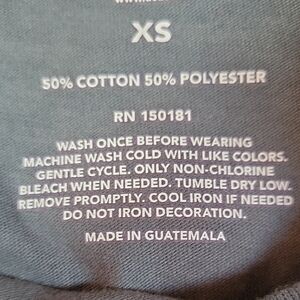 XS
50% COTTON 50% POLYESTER
RN 150181
WASH ONCE BEFORE WEARING
MACHINE WASH COLD WITH LIKE COLORS.
GENTLE CYCLE. ONLY NON-CHLORINE
BLEACH WHEN NEEDED. TUMBLE DRY LOW.
REMOVE PROMPTLY. COOL IRON IF NEEDED
DO NOT IRON DECORATION.
MADE IN GUATEMALA